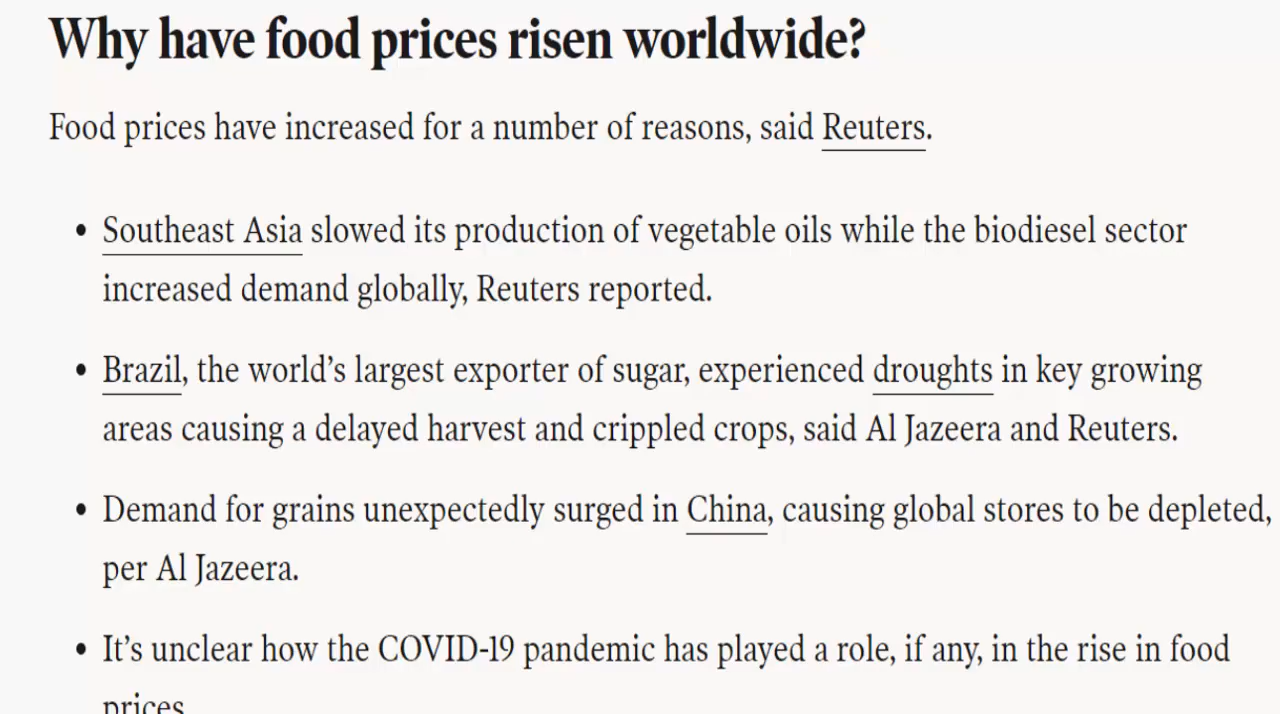 Why have food prices risen worldwide?
Food prices have increased for a number of reasons, said Reuters.
• Southeast Asia slowed its production of vegetable oils while the biodiesel sector
increased demand globally, Reuters reported.
• Brazil, the world’s largest exporter of sugar, experienced droughts in key growing
areas causing a delayed harvest and crippled crops, said Al Jazeera and Reuters.
• Demand for grains unexpectedly surged in China, causing global stores to be depleted,
per Al Jazeera.
• It’s unclear how the COVID-19 pandemic has played a role, if any, in the rise in food
prices.